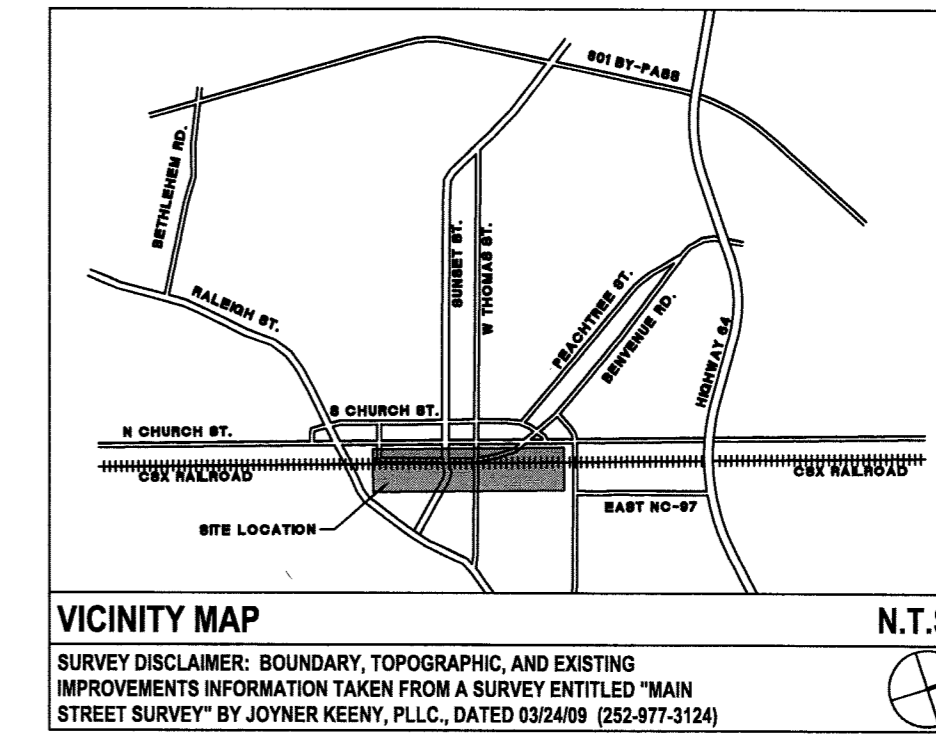 801 BY-PASS
BETHLEHEM RD.
SUNSET ST.
W THOMAS ST.
PEACHTREE ST.
BENVENUE RD.
RALEIGH ST.
HIGHWAY 64
S CHURCH ST.
N CHURCH ST.
CSX RAILROAD
CSX RAILROAD
EAST NC-97
SITE LOCATION
VICINITY MAP
N.T.S
SURVEY DISCLAIMER: BOUNDARY, TOPOGRAPHIC, AND EXISTING
IMPROVEMENTS INFORMATION TAKEN FROM A SURVEY ENTITLED "MAIN
STREET SURVEY" BY JOYNER KEENY, PLLC., DATED 03/24/09 (252-977-3124)